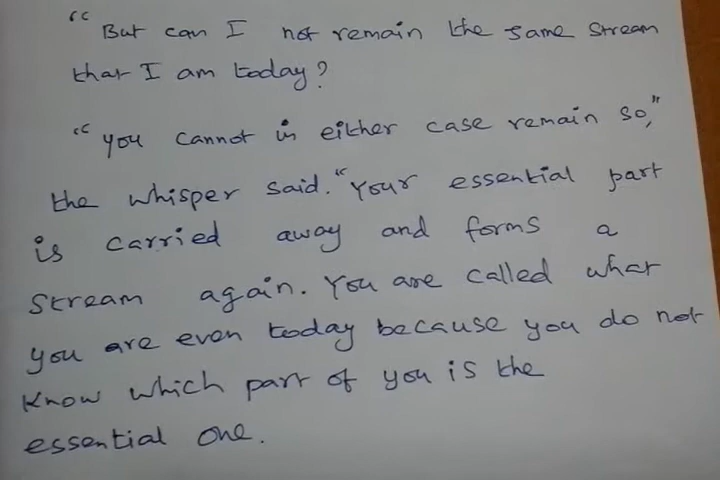 “But can I not remain the same stream
that I am today?
“you cannot in either case remain so,”
the whisper said. “Your essential part
is carried away and forms a
stream again. You are called what
you are even today because you do not
know which part of you is the
essential one.